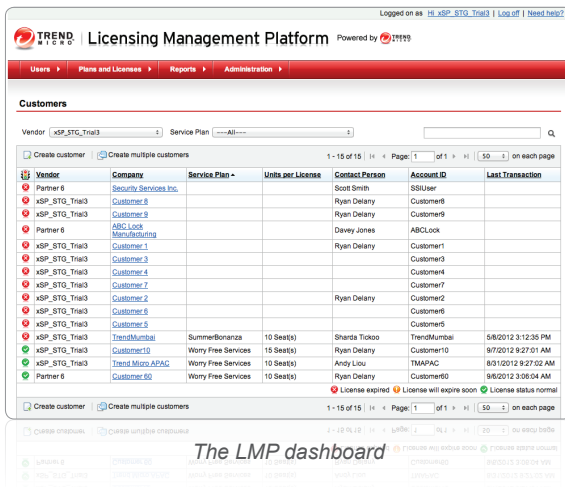 Logged on as Hi xSP_STG_Trial3 | Log off | Need help?
TREND MICRO | Licensing Management Platform Powered by TREND MICRO
Users Plans and Licenses Reports Administration
Customers
Vendor xSP_STG_Trial3 Service Plan ---All---
Create customer | Create multiple customers 1 - 15 of 15 Page: 1 of 1 50 on each page
Vendor Company Service Plan Units per License Contact Person Account ID Last Transaction
Partner 6 Security Services Inc. Scott Smith SSIUser
xSP_STG_Trial3 Customer 8 Ryan Delany Customer8
xSP_STG_Trial3 Customer 9 Ryan Delany Customer9
Partner 6 ABC Lock Manufacturing Davey Jones ABCLock
xSP_STG_Trial3 Customer 1 Ryan Delany Customer1
xSP_STG_Trial3 Customer 3 Customer3
xSP_STG_Trial3 Customer 4 Customer4
xSP_STG_Trial3 Customer 7 Customer7
xSP_STG_Trial3 Customer 2 Ryan Delany Customer2
xSP_STG_Trial3 Customer 6 Customer6
xSP_STG_Trial3 Customer 5 Customer5
xSP_STG_Trial3 TrendMumbai SummerBonanza 10 Seat(s) Sharda Tickoo TrendMumbai 5/8/2012 3:12:35 PM
xSP_STG_Trial3 Customer10 Worry Free Services 15 Seat(s) Ryan Delany Customer10 9/7/2012 9:27:01 AM
xSP_STG_Trial3 Trend Micro APAC Worry Free Services 10 Seat(s) Andy Liou TMAPAC 8/31/2012 9:27:02 AM
Partner 6 Customer 60 Worry Free Services 10 Seat(s) Ryan Delany Customer60 9/6/2012 3:06:04 AM
License expired License will expire soon License status normal
Create customer | Create multiple customers 1 - 15 of 15 Page: 1 of 1 50 on each page
The LMP dashboard